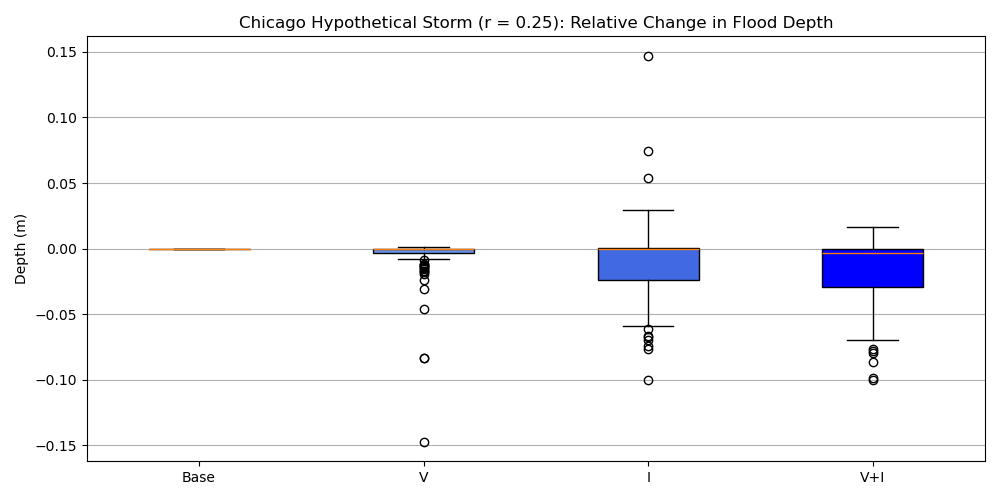 Chicago Hypothetical Storm (r = 0.25): Relative Change in Flood Depth
Depth (m)
0.15
0.10
0.05
0.00
−0.05
−0.10
−0.15
Base
V
I
V+I